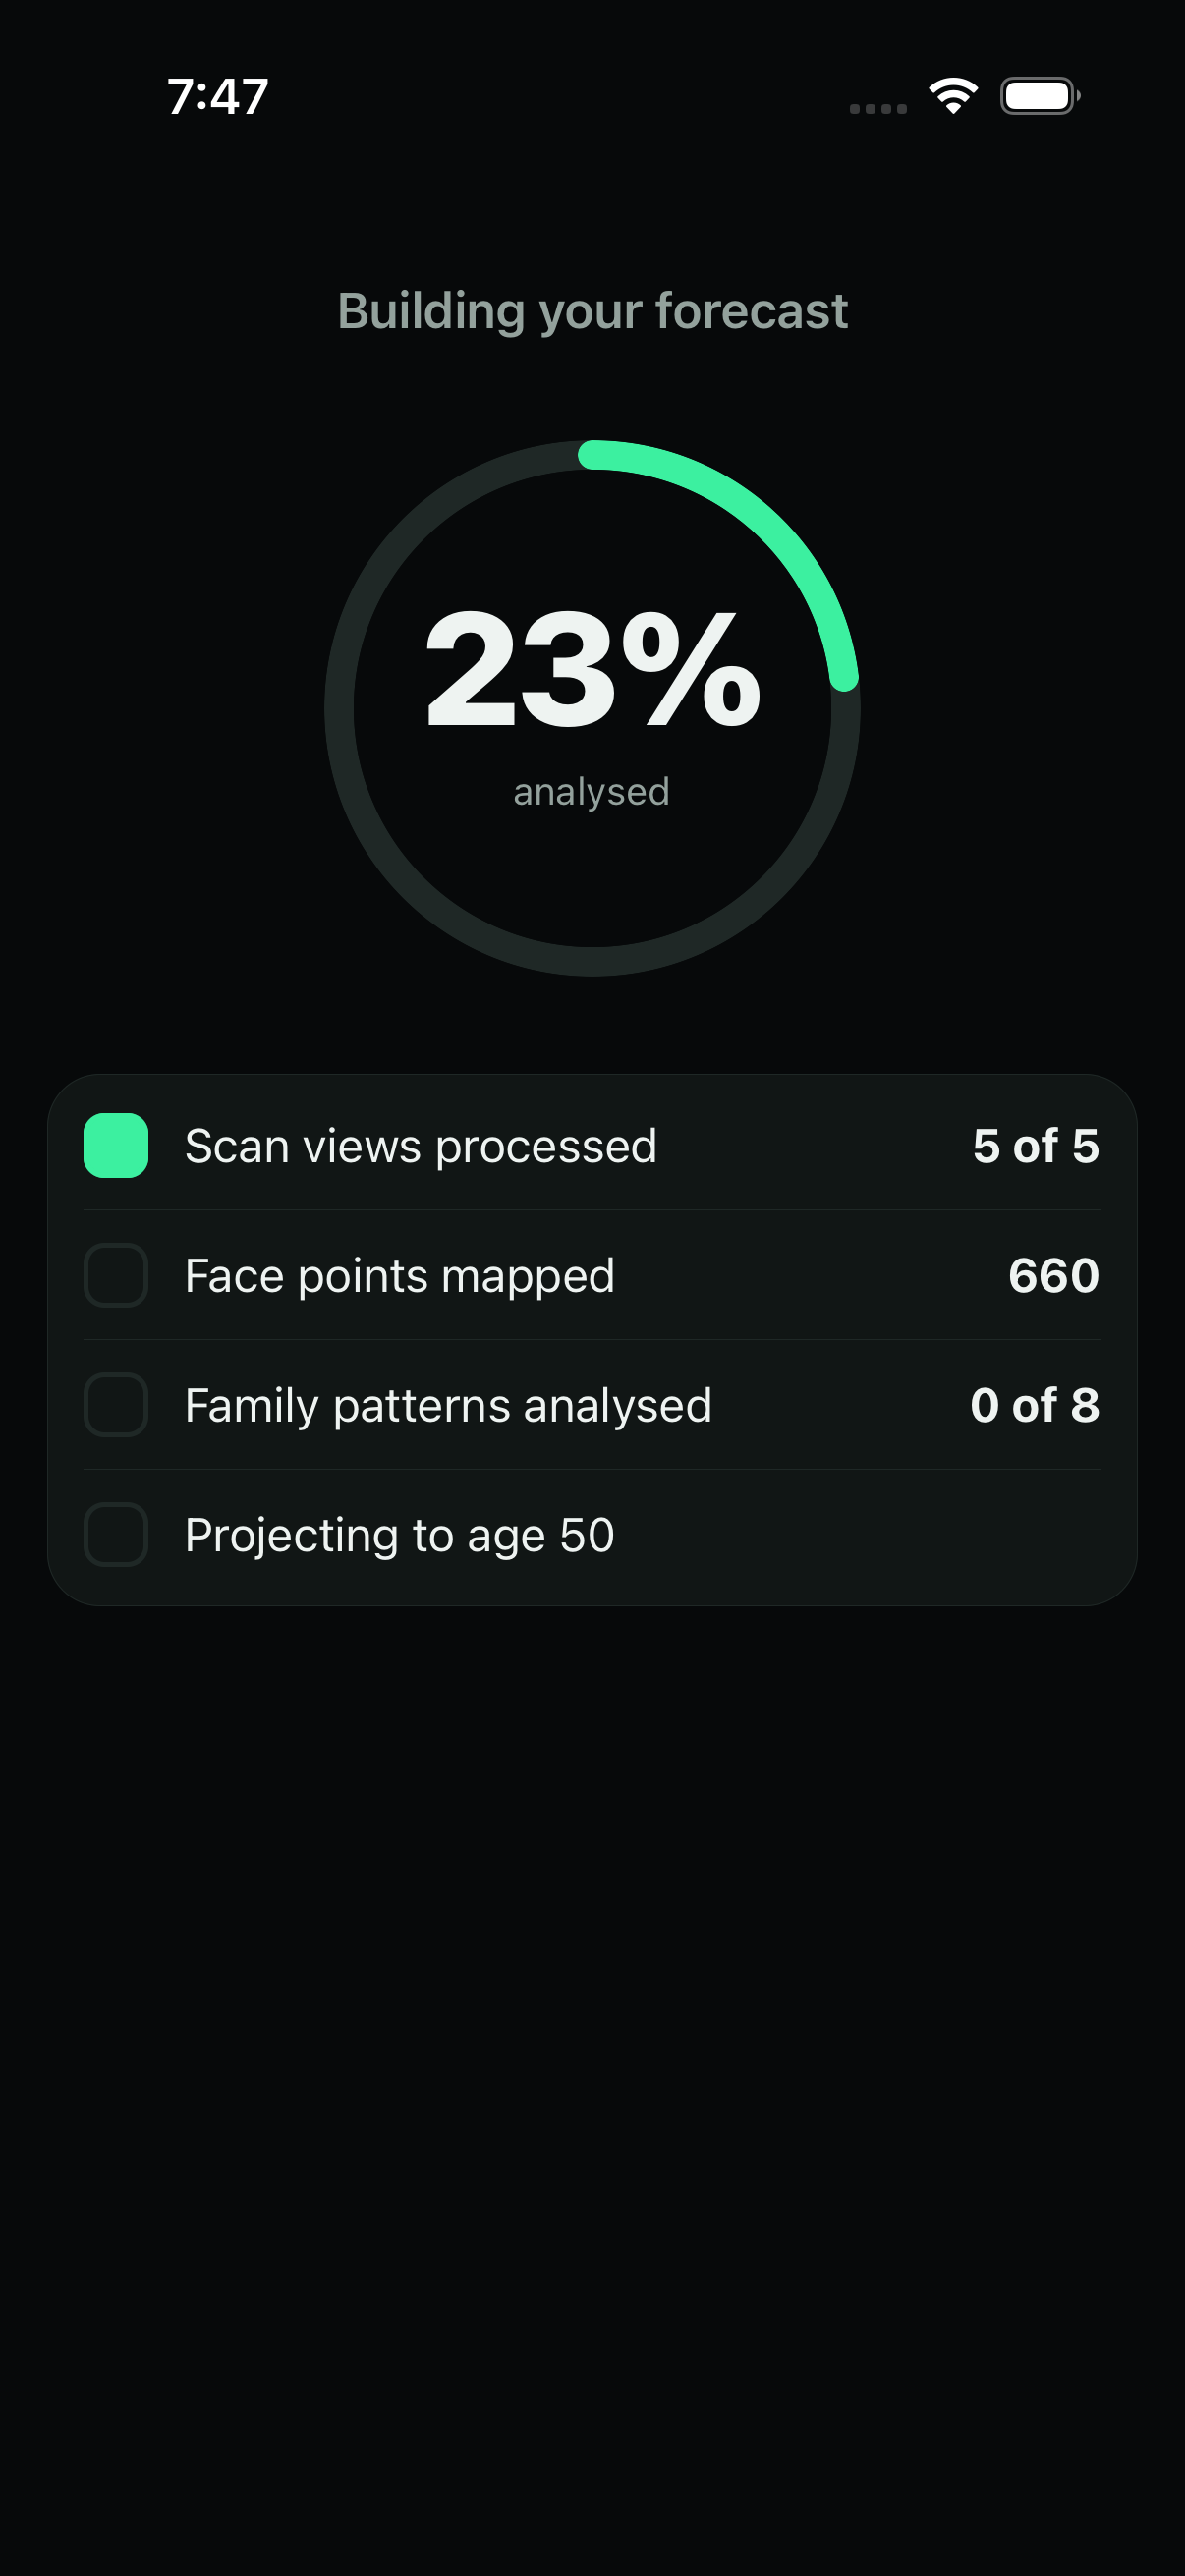 7:47
Building your forecast
23%
analysed
Scan views processed 5 of 5
Face points mapped 660
Family patterns analysed 0 of 8
Projecting to age 50